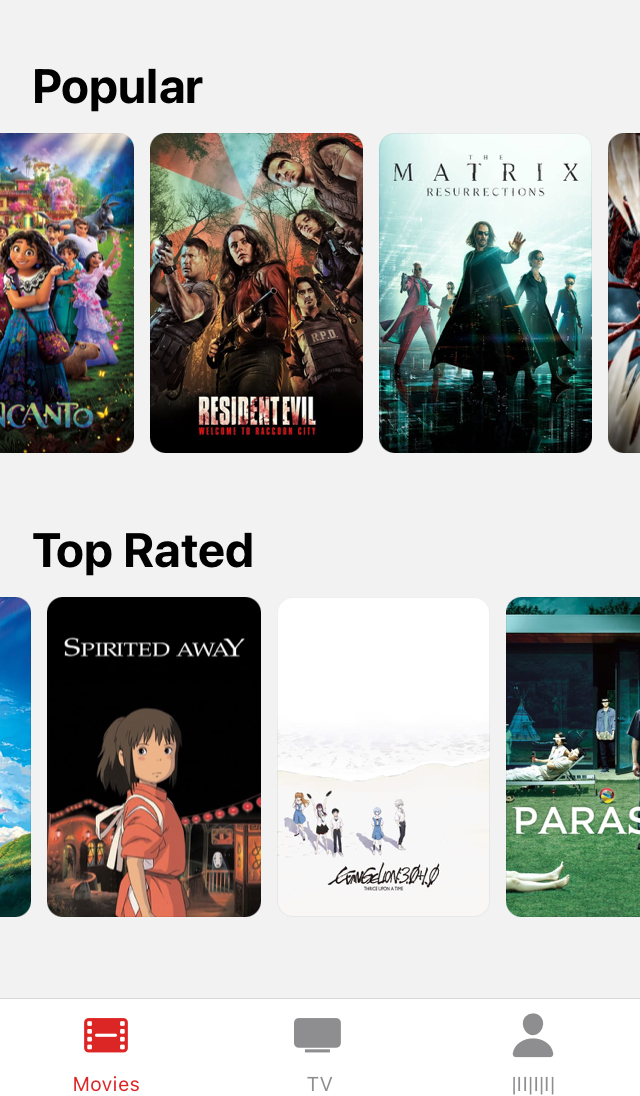 Popular
NCANTO
R.P.D.
RESIDENT EVIL
WELCOME TO RACCOON CITY
THE
MATRIX
RESURRECTIONS
Top Rated
SPIRITED AWAY
EVANGELION:3.0+1.0
THRICE UPON A TIME
PARAS
Movies
TV